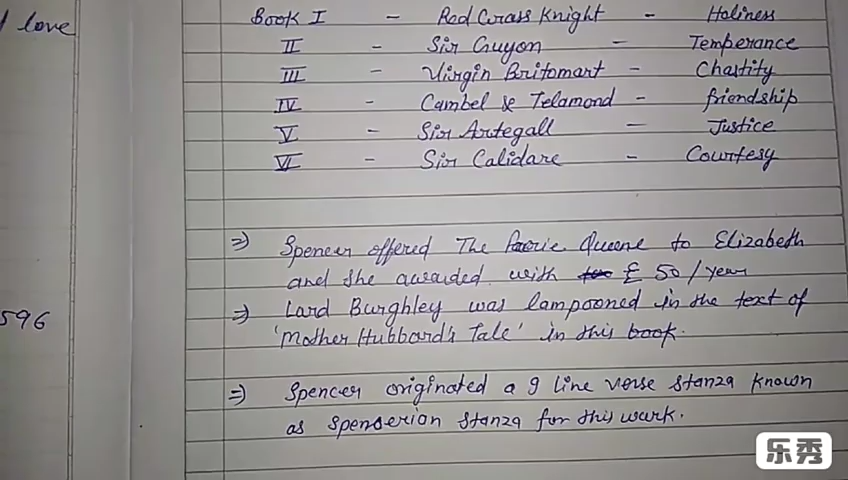 I love
596
Book I - Red Cross Knight - Holiness
II - Sir Guyon - Temperance
III - Virgin Britomart - Chastity
IV - Cambel & Telamond - friendship
V - Sir Artegall - Justice
VI - Sir Calidare - Courtesy
⇒ Spencer offered The Faerie Queene to Elizabeth
and she awarded with £ 50/year
⇒ Lard Burghley was lampooned in the text of
'Mother Hubbard's Tale' in this book.
⇒ Spencer originated a 9 line verse stanza known
as Spenserian stanza for this wurk.
乐秀